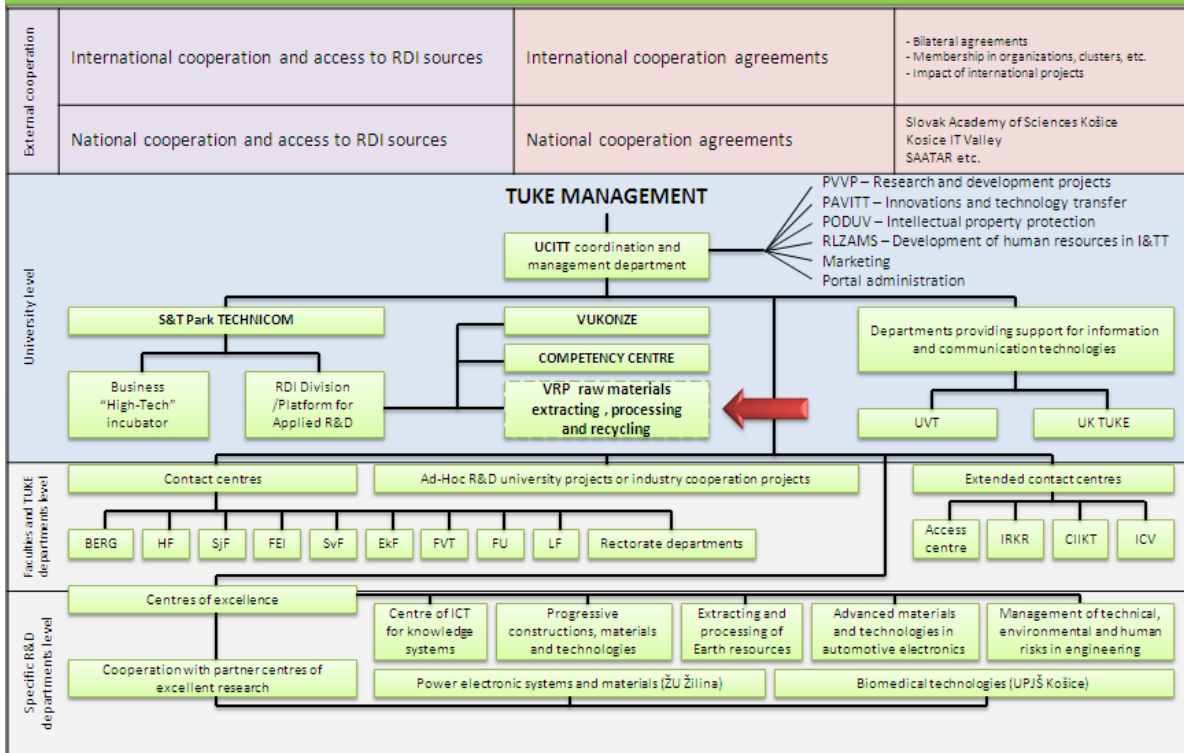 External cooperation
International cooperation and access to RDI sources
International cooperation agreements
- Bilateral agreements
- Membership in organizations, clusters, etc.
- Impact of international projects
National cooperation and access to RDI sources
National cooperation agreements
Slovak Academy of Sciences Košice
Kosice IT Valley
SAATAR etc.
University level
TUKE MANAGEMENT
UCITT coordination and
management department
PVVP – Research and development projects
PAVITT – Innovations and technology transfer
PODUV – Intellectual property protection
RLZAMS – Development of human resources in I&TT
Marketing
Portal administration
S&T Park TECHNICOM
Business
"High-Tech"
incubator
RDI Division
/Platform for
Applied R&D
VUKONZE
COMPETENCY CENTRE
VRP raw materials
extracting , processing
and recycling
Departments providing support for information
and communication technologies
UVT
UK TUKE
Faculties and TUKE
departments level
Contact centres
Ad-Hoc R&D university projects or industry cooperation projects
Extended contact centres
BERG
HF
SjF
FEI
SvF
EkF
FVT
FU
LF
Rectorate departments
Access
centre
IRKR
CIIKT
ICV
Specific R&D
departments level
Centres of excellence
Centre of ICT
for knowledge
systems
Progressive
constructions, materials
and technologies
Extracting and
processing of
Earth resources
Advanced materials
and technologies in
automotive electronics
Management of technical,
environmental and human
risks in engineering
Cooperation with partner centres of
excellent research
Power electronic systems and materials (ŽU Žilina)
Biomedical technologies (UPJŠ Košice)